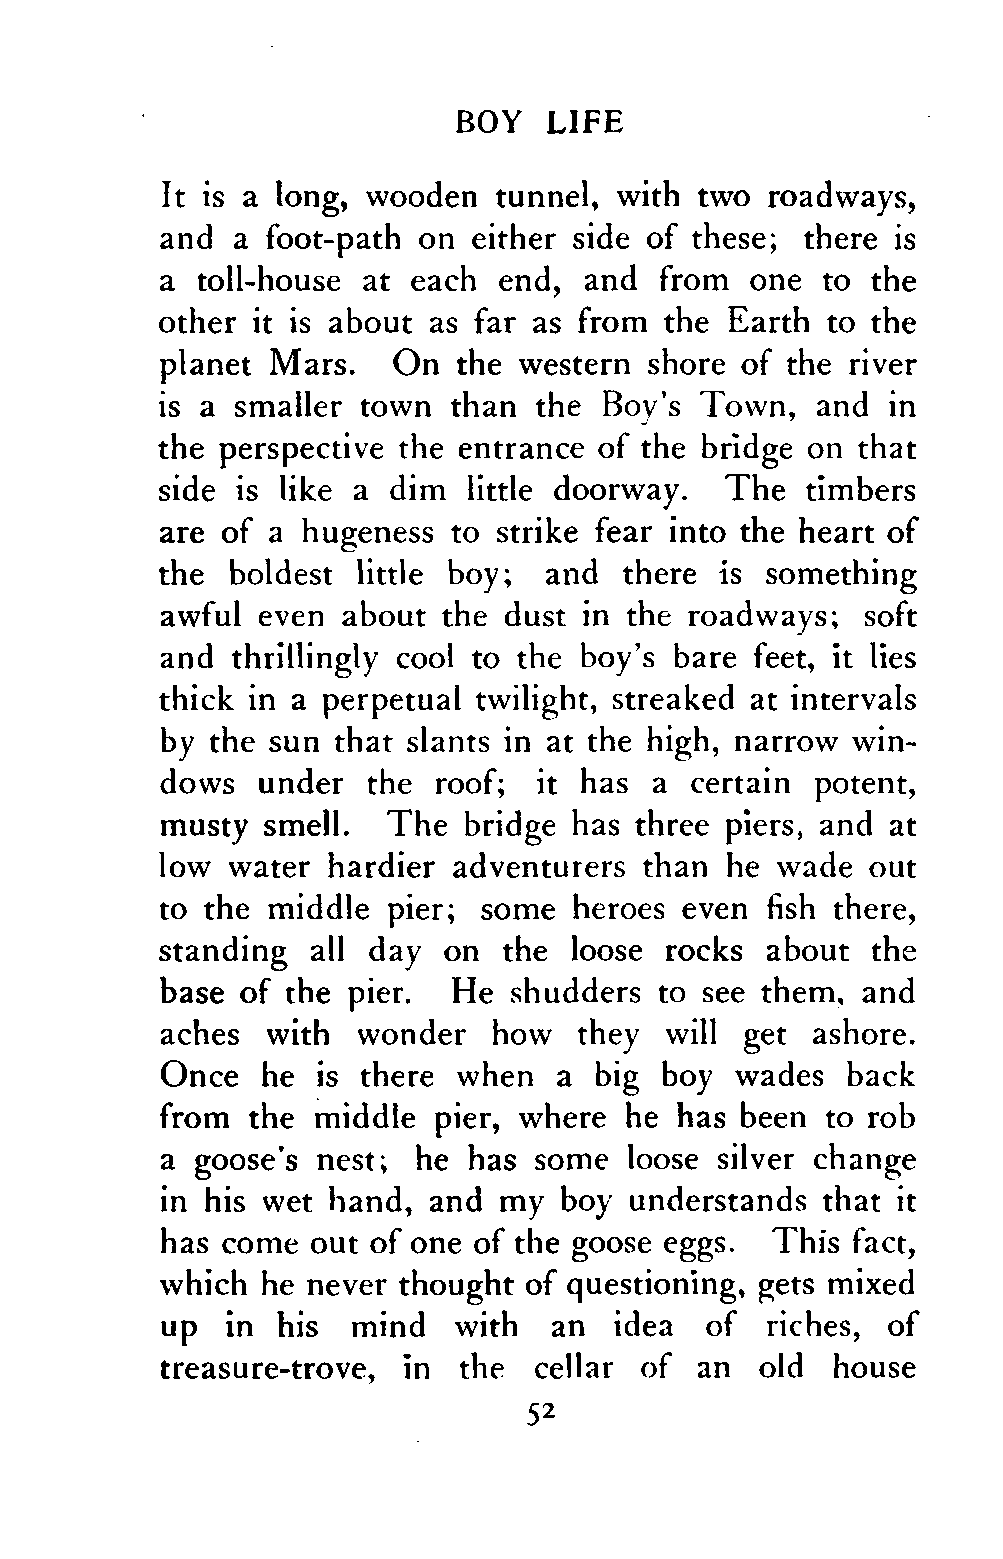 BOY LIFE
It is a long, wooden tunnel, with two roadways,
and a foot-path on either side of these; there is
a toll-house at each end, and from one to the
other it is about as far as from the Earth to the
planet Mars. On the western shore of the river
is a smaller town than the Boy's Town, and in
the perspective the entrance of the bridge on that
side is like a dim little doorway. The timbers
are of a hugeness to strike fear into the heart of
the boldest little boy; and there is something
awful even about the dust in the roadways; soft
and thrillingly cool to the boy's bare feet, it lies
thick in a perpetual twilight, streaked at intervals
by the sun that slants in at the high, narrow win-
dows under the roof; it has a certain potent,
musty smell. The bridge has three piers, and at
low water hardier adventurers than he wade out
to the middle pier; some heroes even fish there,
standing all day on the loose rocks about the
base of the pier. He shudders to see them, and
aches with wonder how they will get ashore.
Once he is there when a big boy wades back
from the middle pier, where he has been to rob
a goose's nest; he has some loose silver change
in his wet hand, and my boy understands that it
has come out of one of the goose eggs. This fact,
which he never thought of questioning, gets mixed
up in his mind with an idea of riches, of
treasure-trove, in the cellar of an old house
52